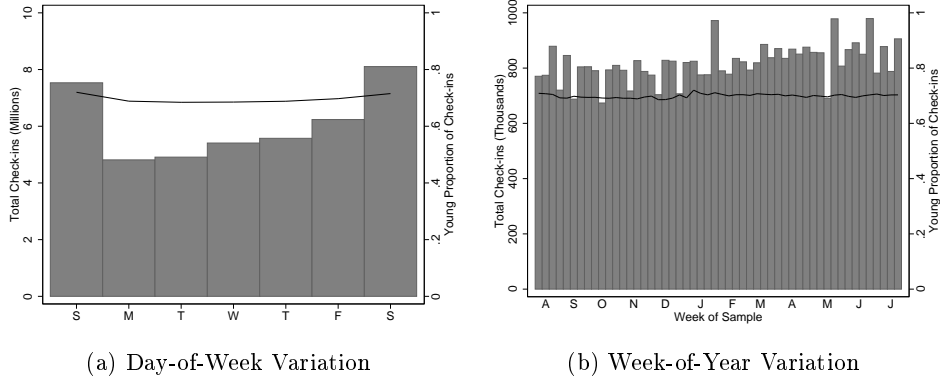 Total Check-ins (Millions)
0 2 4 6 8 10
Young Proportion of Check-ins
0 .2 .4 .6 .8 1
S M T W T F S
(a) Day-of-Week Variation
Total Check-ins (Thousands)
0 200 400 600 800 1000
Young Proportion of Check-ins
0 .2 .4 .6 .8 1
A S O N D J F M A M J J
Week of Sample
(b) Week-of-Year Variation